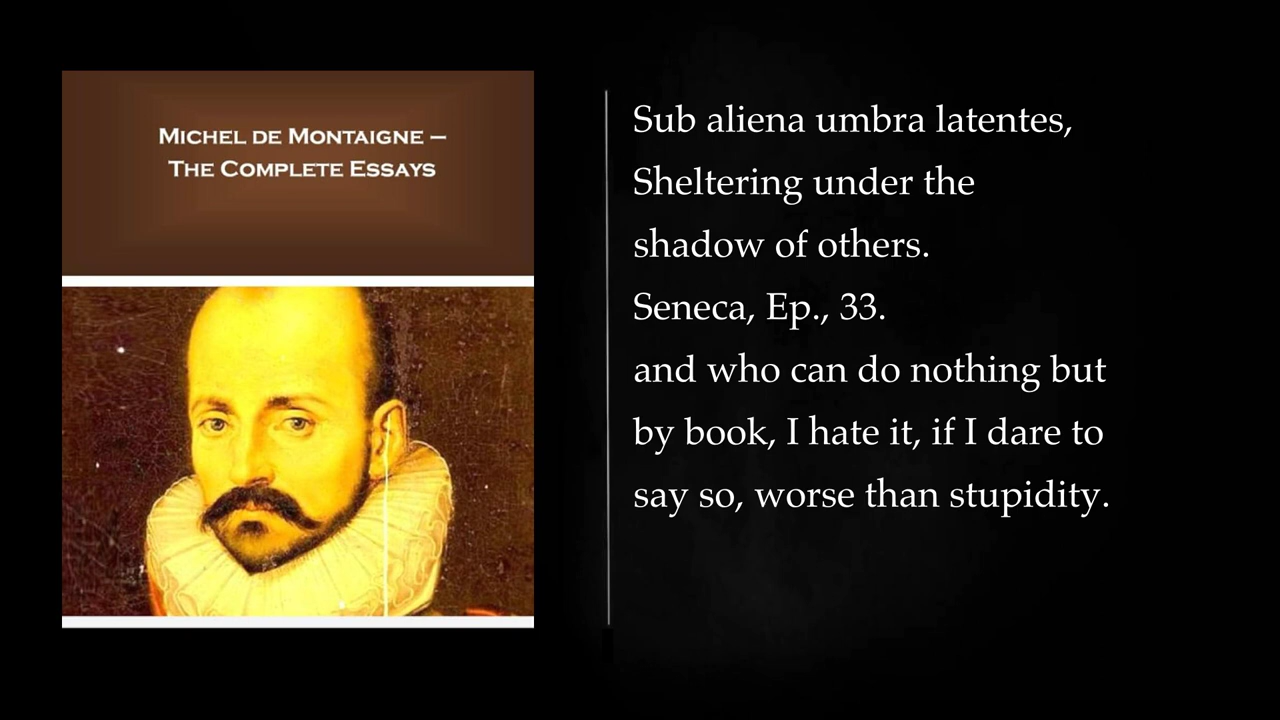 MICHEL DE MONTAIGNE –
THE COMPLETE ESSAYS
Sub aliena umbra latentes,
Sheltering under the
shadow of others.
Seneca, Ep., 33.
and who can do nothing but
by book, I hate it, if I dare to
say so, worse than stupidity.